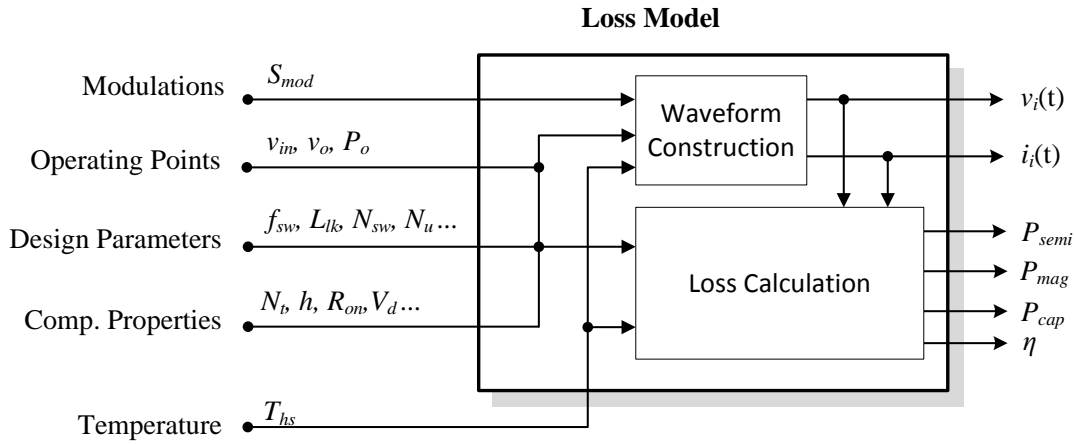 Loss Model
Modulations
S_mod
Operating Points
v_in, v_o, P_o
Design Parameters
f_sw, L_lk, N_sw, N_u...
Comp. Properties
N_t, h, R_on, V_d...
Temperature
T_hs
Waveform
Construction
Loss Calculation
v_i(t)
i_i(t)
P_semi
P_mag
P_cap
η